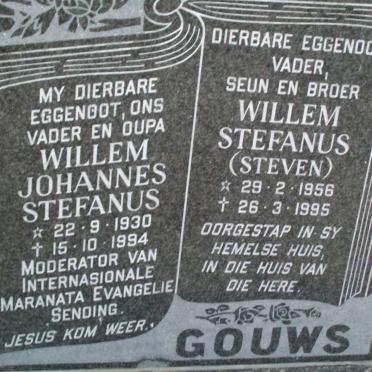 MY DIERBARE
EGGENOOT, ONS
VADER EN OUPA
WILLEM
JOHANNES
STEFANUS
☆ 22·9·1930
† 15·10·1994
MODERATOR VAN
INTERNASIONALE
MARANATA EVANGELIE
SENDING.
JESUS KOM WEER.
DIERBARE EGGENOO
VADER,
SEUN EN BROER
WILLEM
STEFANUS
(STEVEN)
☆ 29·2·1956
† 26·3·1995
OORGESTAP IN SY
HEMELSE HUIS,
IN DIE HUIS VAN
DIE HERE.
GOUWS